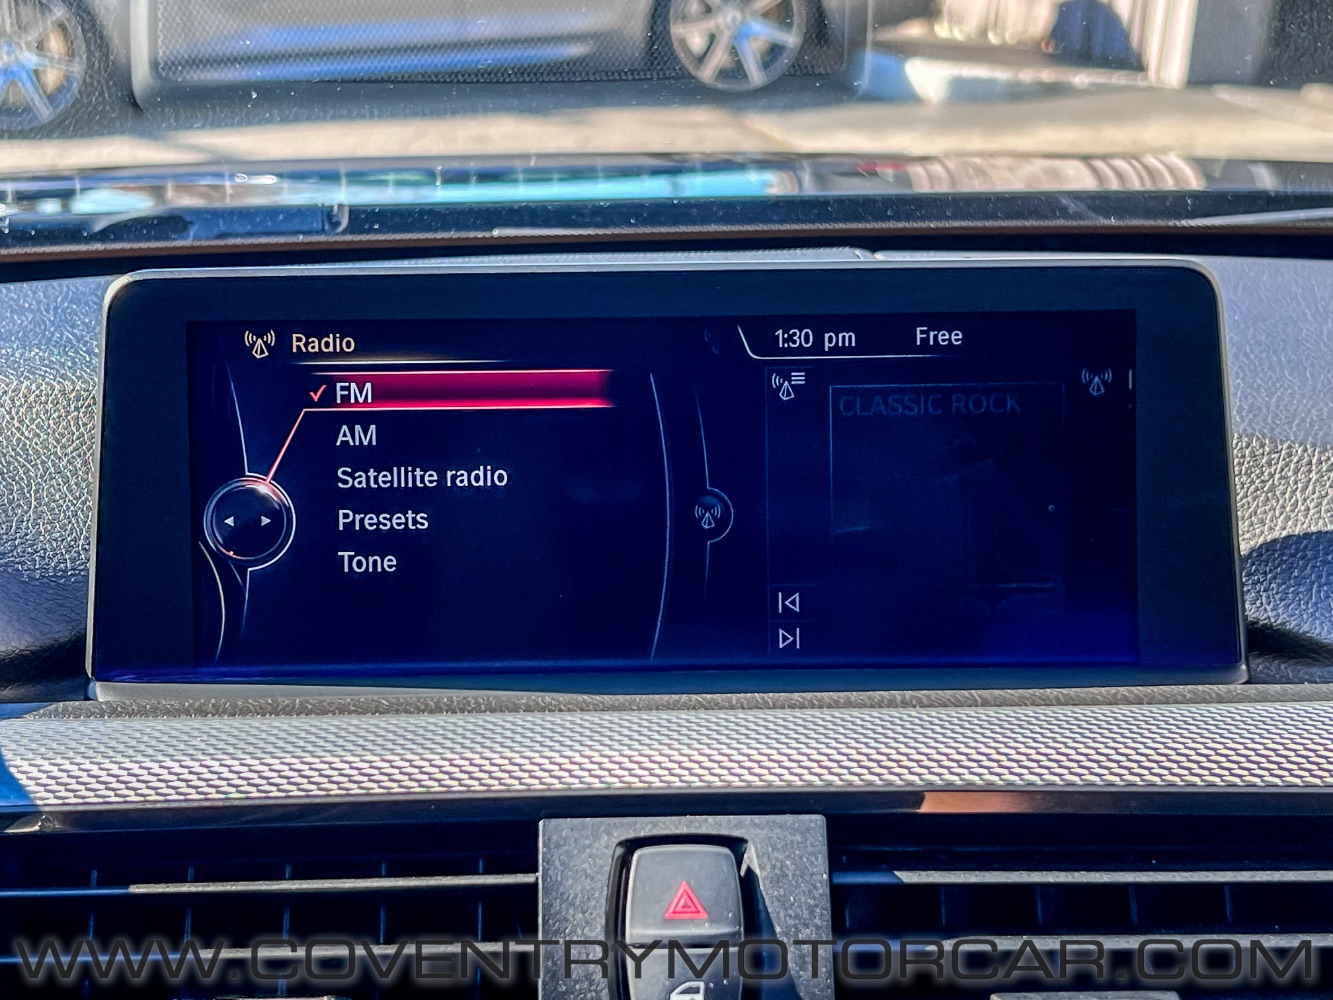 Radio
1:30 pm
Free
FM
AM
Satellite radio
Presets
Tone
CLASSIC ROCK
WWW.COVENTRYMOTORCAR.COM